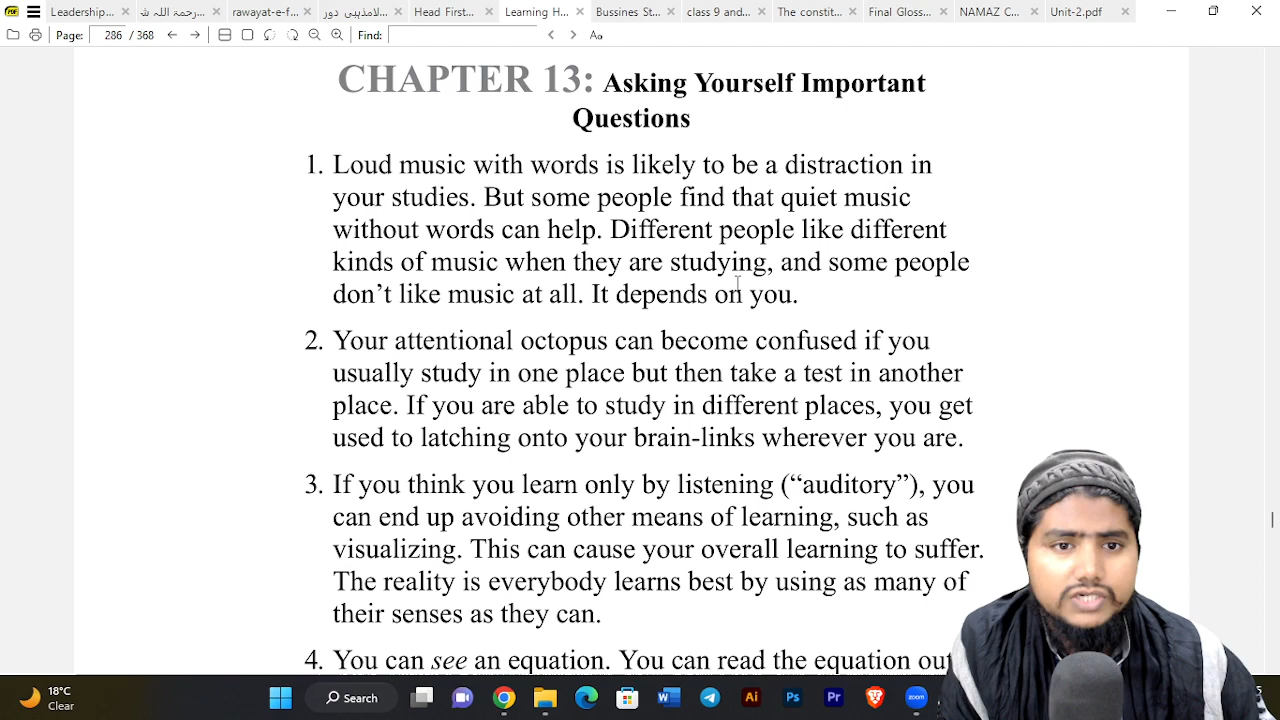 Leadership...
رحمۃ اللہ
rawayat-e-f...
Head First...
Learning H...
Bussines St...
class 9 adv...
The constit...
Final Gloss...
NAMAZ C...
Unit-2.pdf
Page: 286 / 368 Find:
CHAPTER 13: Asking Yourself Important
Questions
1. Loud music with words is likely to be a distraction in
your studies. But some people find that quiet music
without words can help. Different people like different
kinds of music when they are studying, and some people
don’t like music at all. It depends on you.
2. Your attentional octopus can become confused if you
usually study in one place but then take a test in another
place. If you are able to study in different places, you get
used to latching onto your brain-links wherever you are.
3. If you think you learn only by listening (“auditory”), you
can end up avoiding other means of learning, such as
visualizing. This can cause your overall learning to suffer.
The reality is everybody learns best by using as many of
their senses as they can.
4. You can see an equation. You can read the equation out
18°C
Clear
Search
zoom